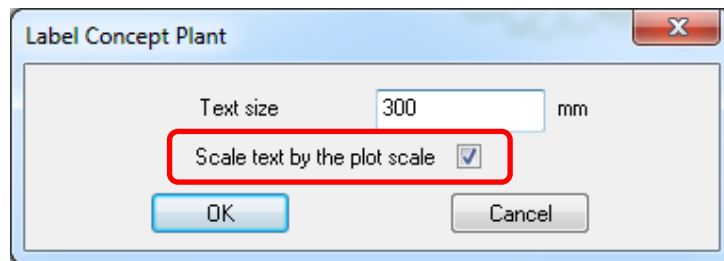 Label Concept Plant
Text size 300 mm
Scale text by the plot scale
OK Cancel